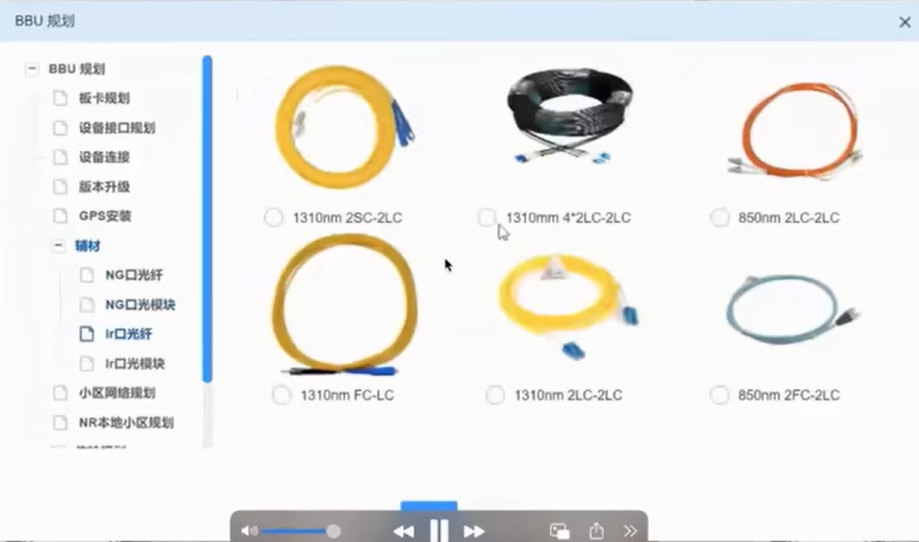 BBU 规划
BBU 规划
板卡规划
设备接口规划
设备连接
版本升级
GPS安装
辅材
NG口光纤
NG口光模块
Ir口光纤
Ir口光模块
小区网络规划
NR本地小区规划
1310nm 2SC-2LC
1310mm 4*2LC-2LC
850nm 2LC-2LC
1310nm FC-LC
1310nm 2LC-2LC
850nm 2FC-2LC